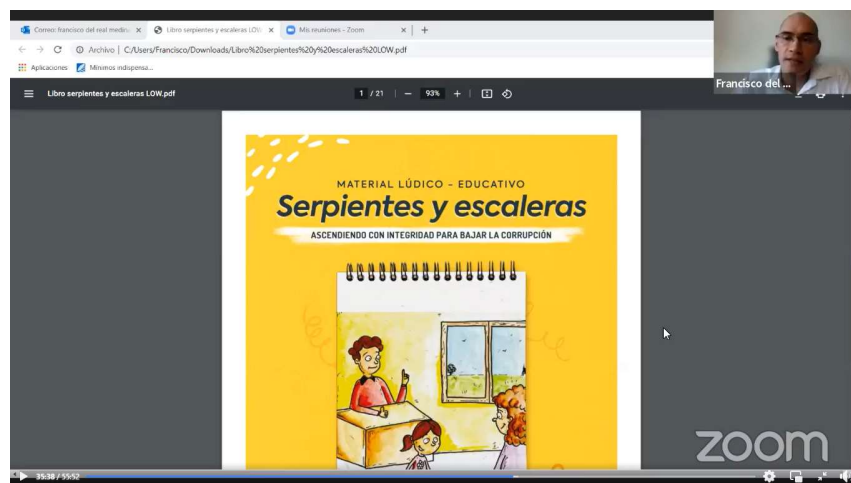 Correo: francisco del real medina
Libro serpientes y escaleras LOW
Mis reuniones - Zoom
Archivo | C:/Users/Francisco/Downloads/Libro%20serpientes%20y%20escaleras%20LOW.pdf
Aplicaciones
Mínimos indispensa...
Francisco del ...
Libro serpientes y escaleras LOW.pdf
1 / 21
93%
MATERIAL LÚDICO - EDUCATIVO
Serpientes y escaleras
ASCENDIENDO CON INTEGRIDAD PARA BAJAR LA CORRUPCIÓN
zoom
35:38 / 55:52